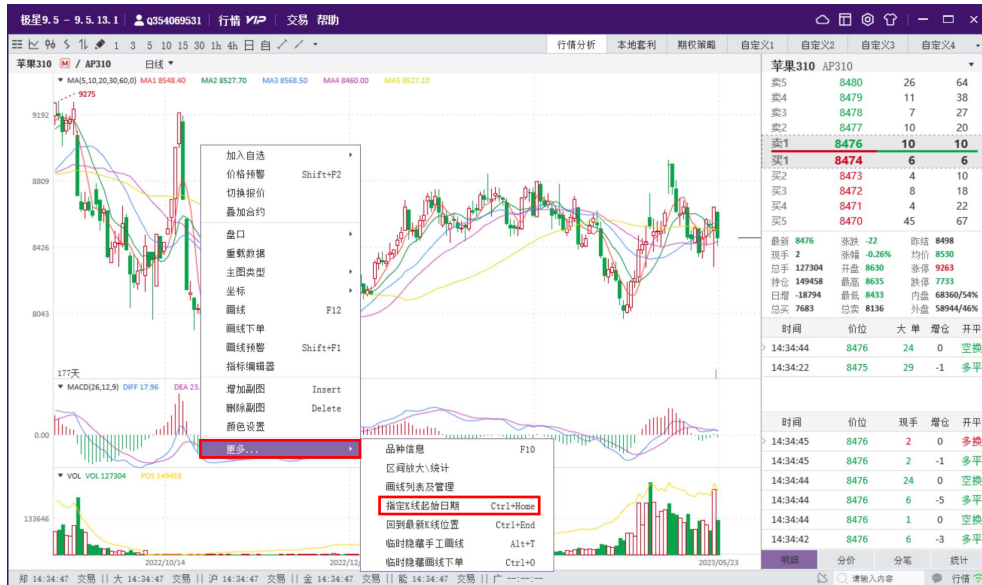 极星9.5 - 9.5.13.1 Q354069531 行情 VIP 交易 帮助
1 3 5 10 15 30 1h 4h 日 自 行情分析 本地套利 期权策略 自定义1 自定义2 自定义3 自定义4
苹果310 M / AP310 日线
MA(5,10,20,30,60,0) MA1 8548.40 MA2 8527.70 MA3 8568.50 MA4 8460.00 MA5 8527.10
9275
9192
8809
8426
8043
177天
MACD(26,12,9) DIFF 17.96 DEA 23.
0.00
VOL VOL 127304 POS 149458
133646
2022/10/14 2022/12/ 2023/05/23
加入自选
价格预警 Shift+F2
切换报价
叠加合约
盘口
重载数据
主图类型
坐标
画线 F12
画线下单
画线预警 Shift+F1
指标编辑器
增加副图 Insert
删除副图 Delete
颜色设置
更多...
品种信息 F10
区间放大\统计
画线列表及管理
指定K线起始日期 Ctrl+Home
回到最新K线位置 Ctrl+End
临时隐藏手工画线 Alt+T
临时隐藏画线下单 Ctrl+O
苹果310 AP310
卖5 8480 26 64
卖4 8479 11 38
卖3 8478 7 27
卖2 8477 10 20
卖1 8476 10 10
买1 8474 6 6
买2 8473 4 10
买3 8472 8 18
买4 8471 4 22
买5 8470 45 67
最新 8476 涨跌 -22 昨结 8498
现手 2 涨幅 -0.26% 均价 8530
总手 127304 开盘 8630 涨停 9263
持仓 149458 最高 8635 跌停 7733
日增 -18794 最低 8433 内盘 68360/54%
总买 7683 总卖 8136 外盘 58944/46%
时间 价位 大单 增仓 开平
14:34:44 8476 24 0 空换
14:34:22 8475 29 -1 多平
时间 价位 现手 增仓 开平
14:34:45 8476 2 0 多换
14:34:45 8476 2 -1 多平
14:34:44 8476 24 0 空换
14:34:44 8476 6 -5 多平
14:34:44 8476 1 0 空换
14:34:42 8476 6 -3 多平
明细 分价 分笔 统计
郑 14:34:47 交易 || 大 14:34:47 交易 || 沪 14:34:47 交易 || 金 14:34:47 交易 || 能 14:34:47 交易 || 广 --:--:--
请输入内容 行情